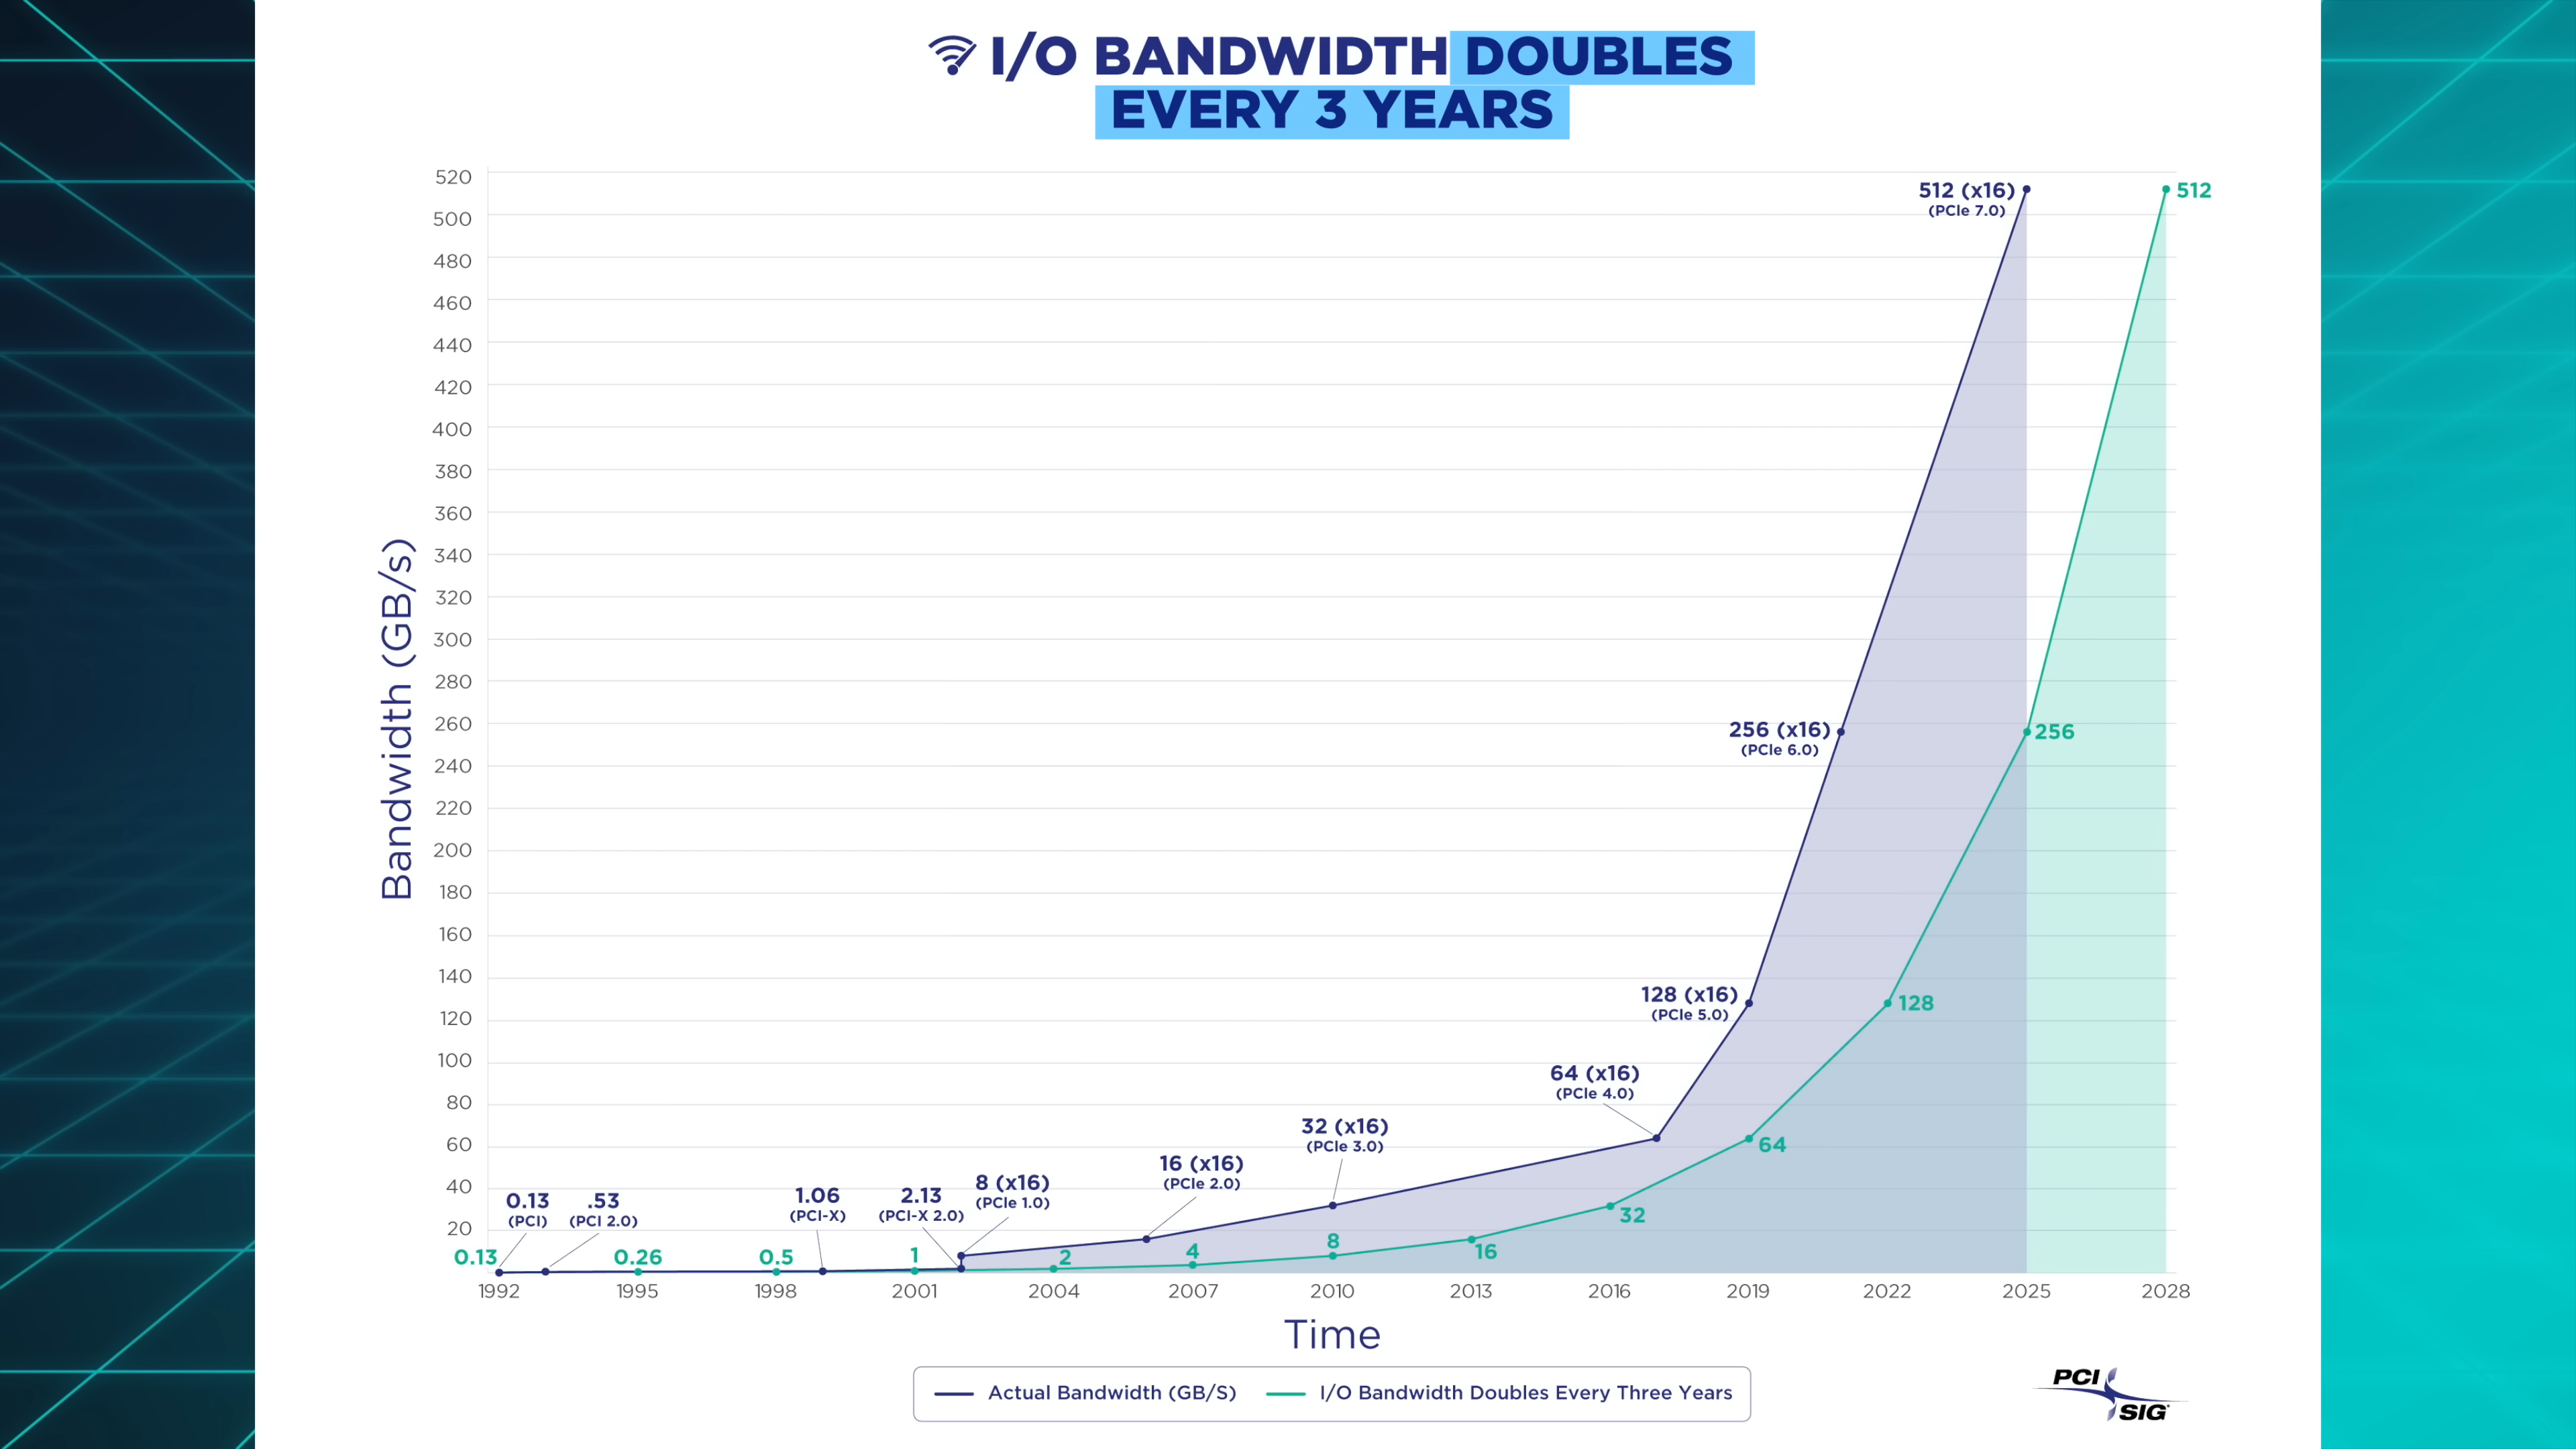 I/O BANDWIDTH DOUBLES
EVERY 3 YEARS
Bandwidth (GB/s)
520
500
480
460
440
420
400
380
360
340
320
300
280
260
240
220
200
180
160
140
120
100
80
60
40
20
512 (x16)
(PCIe 7.0)
512
256 (x16)
(PCIe 6.0)
256
128 (x16)
(PCIe 5.0)
128
64 (x16)
(PCIe 4.0)
64
32 (x16)
(PCIe 3.0)
32
16 (x16)
(PCIe 2.0)
16
8 (x16)
(PCIe 1.0)
8
2.13
(PCI-X 2.0)
1.06
(PCI-X)
.53
(PCI 2.0)
0.13
(PCI)
0.13
0.26
0.5
1
2
4
1992
1995
1998
2001
2004
2007
2010
2013
2016
2019
2022
2025
2028
Time
Actual Bandwidth (GB/S)
I/O Bandwidth Doubles Every Three Years
PCI
SIG